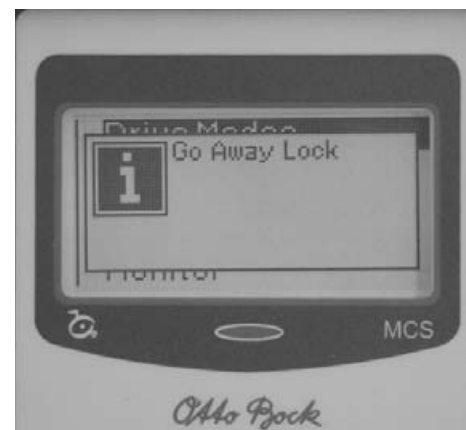 Drive Modes
i
Go Away Lock
Monitor
MCS
Otto Bock